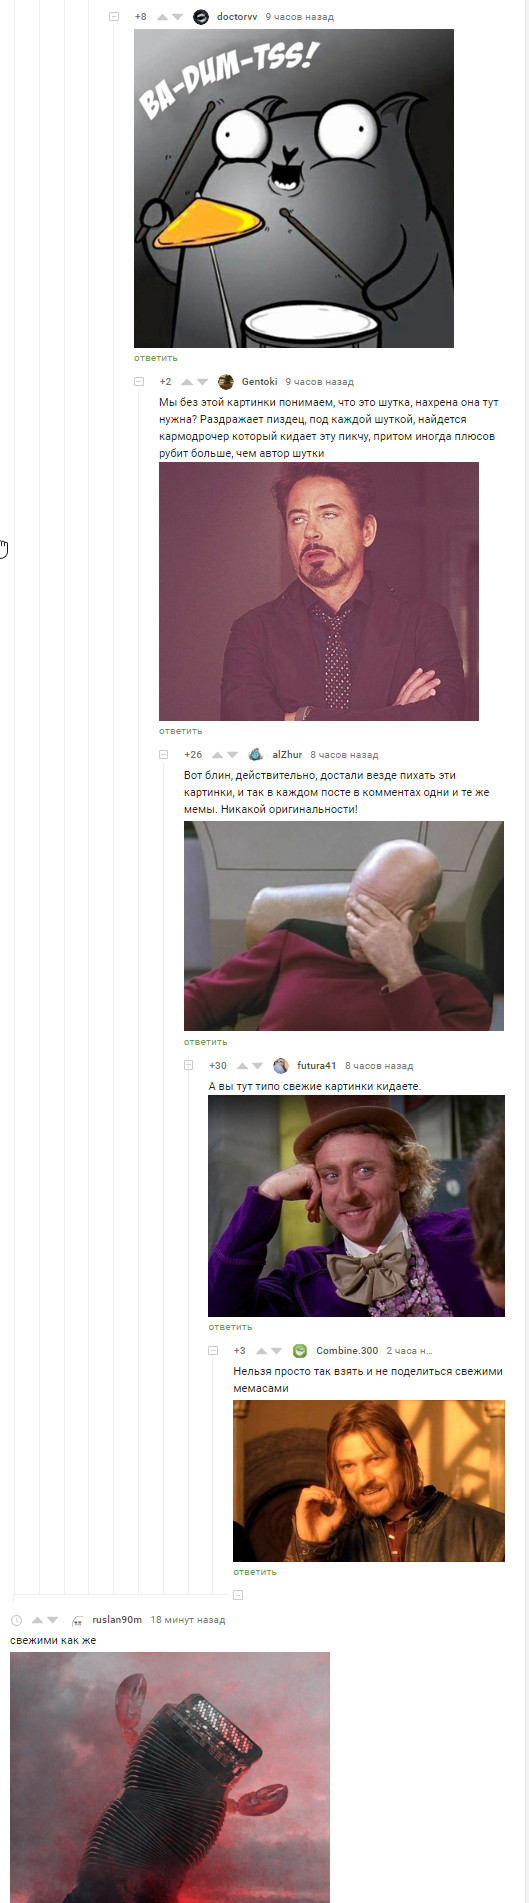 +8 doctorvv 9 часов назад
BA-DUM-TSS!
ответить
+2 Gentoki 9 часов назад
Мы без этой картинки понимаем, что это шутка, нахрена она тут
нужна? Раздражает пиздец, под каждой шуткой, найдется
кармодрочер который кидает эту пикчу, притом иногда плюсов
рубит больше, чем автор шутки
ответить
+26 alZhur 8 часов назад
Вот блин, действительно, достали везде пихать эти
картинки, и так в каждом посте в комментах одни и те же
мемы. Никакой оригинальности!
ответить
+30 futura41 8 часов назад
А вы тут типо свежие картинки кидаете.
ответить
+3 Combine.300 2 часа н...
Нельзя просто так взять и не поделиться свежими
мемасами
ответить
ruslan90m 18 минут назад
свежими как же